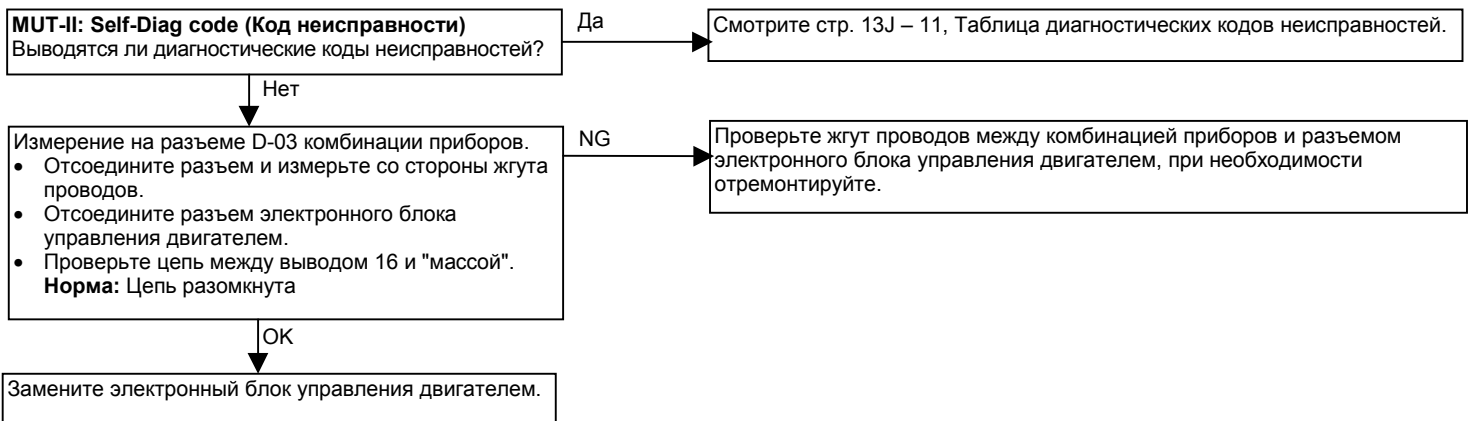 MUT-II: Self-Diag code (Код неисправности)
Выводятся ли диагностические коды неисправностей?
Да
Смотрите стр. 13J – 11, Таблица диагностических кодов неисправностей.
Нет
Измерение на разъеме D-03 комбинации приборов.
• Отсоедините разъем и измерьте со стороны жгута
проводов.
• Отсоедините разъем электронного блока
управления двигателем.
• Проверьте цепь между выводом 16 и "массой".
Норма: Цепь разомкнута
NG
Проверьте жгут проводов между комбинацией приборов и разъемом
электронного блока управления двигателем, при необходимости
отремонтируйте.
OK
Замените электронный блок управления двигателем.